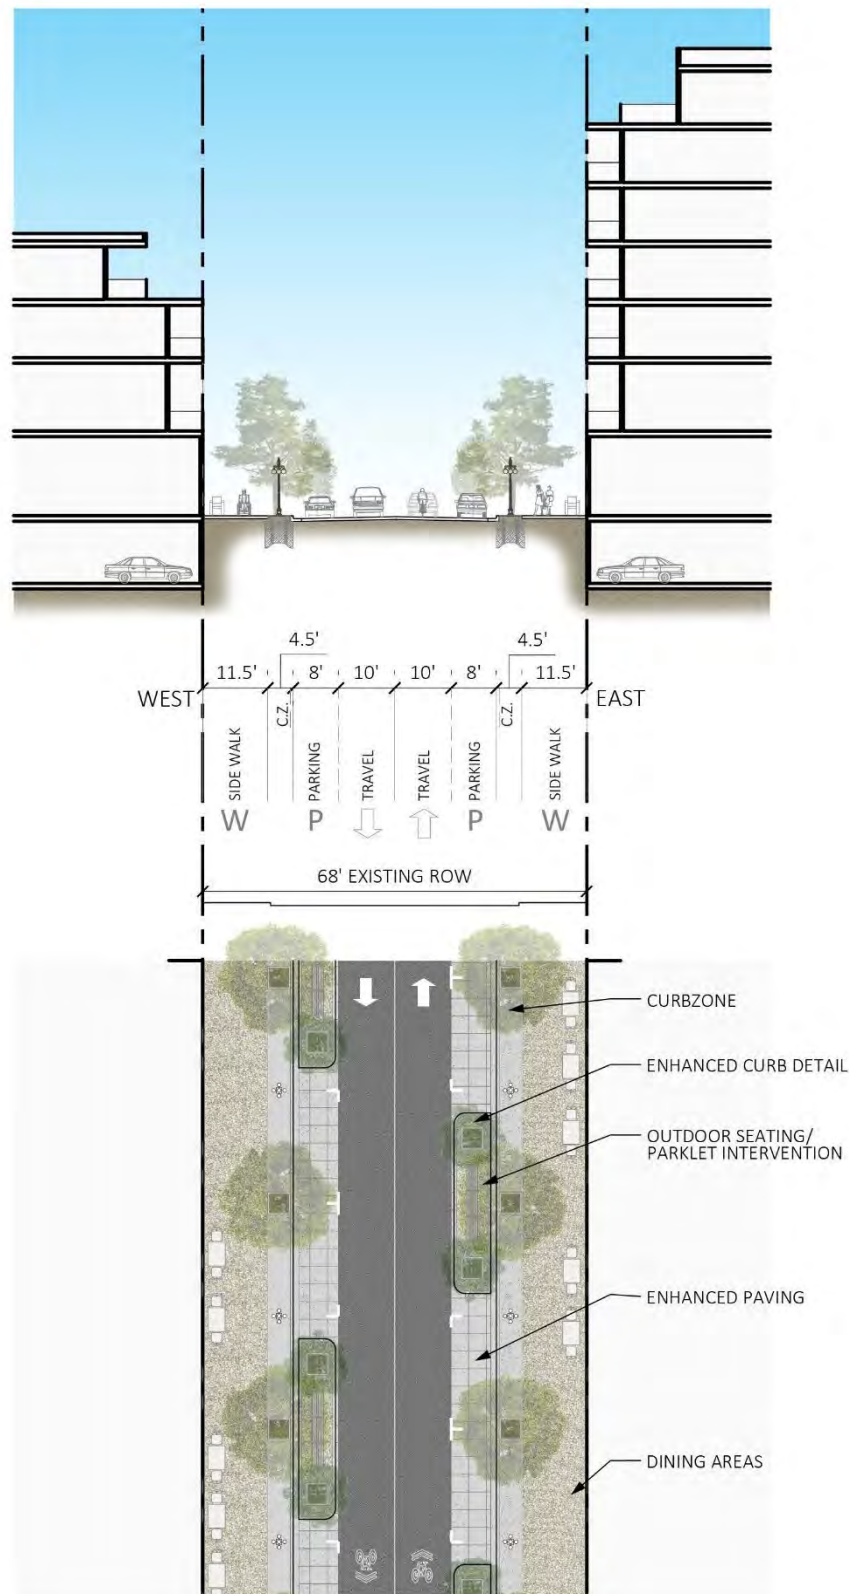 4.5' 4.5'
11.5' 8' 10' 10' 8' 11.5'
WEST EAST
SIDE WALK C.Z. PARKING TRAVEL TRAVEL PARKING C.Z. SIDE WALK
W P P W
68' EXISTING ROW
CURBZONE
ENHANCED CURB DETAIL
OUTDOOR SEATING/
PARKLET INTERVENTION
ENHANCED PAVING
DINING AREAS